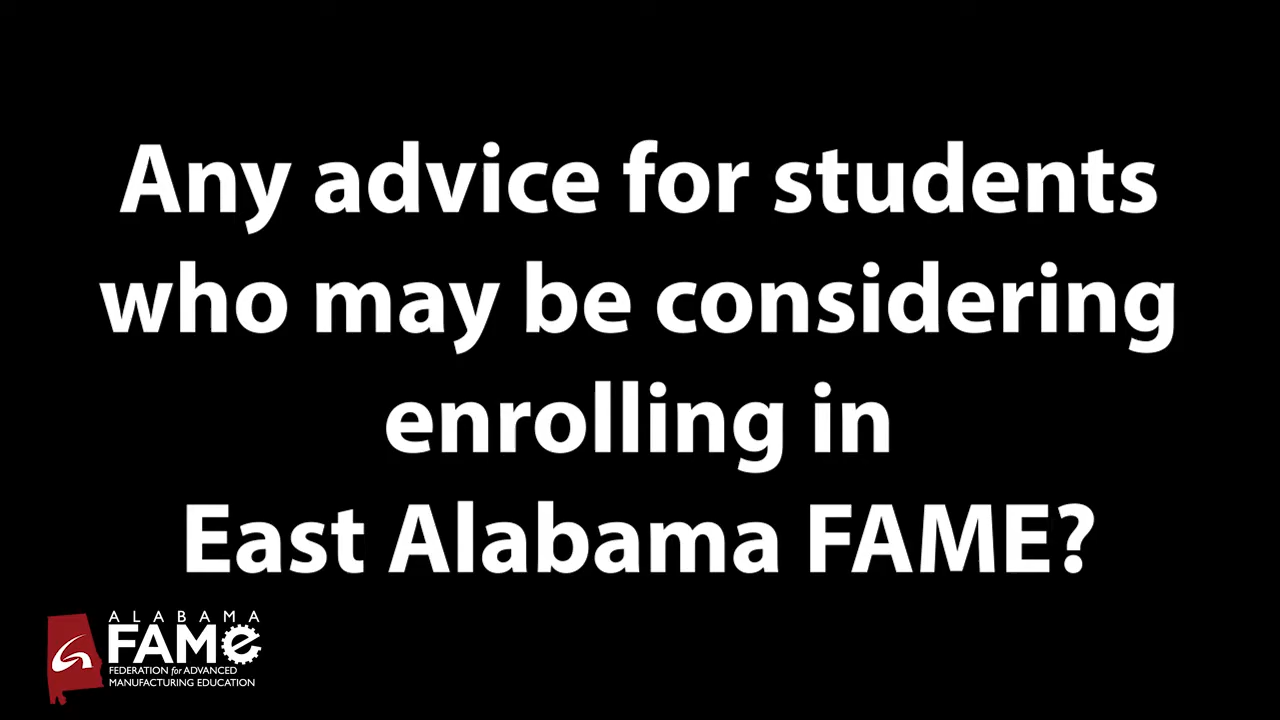 Any advice for students
who may be considering
enrolling in
East Alabama FAME?
ALABAMA
FAMe
FEDERATION for ADVANCED
MANUFACTURING EDUCATION